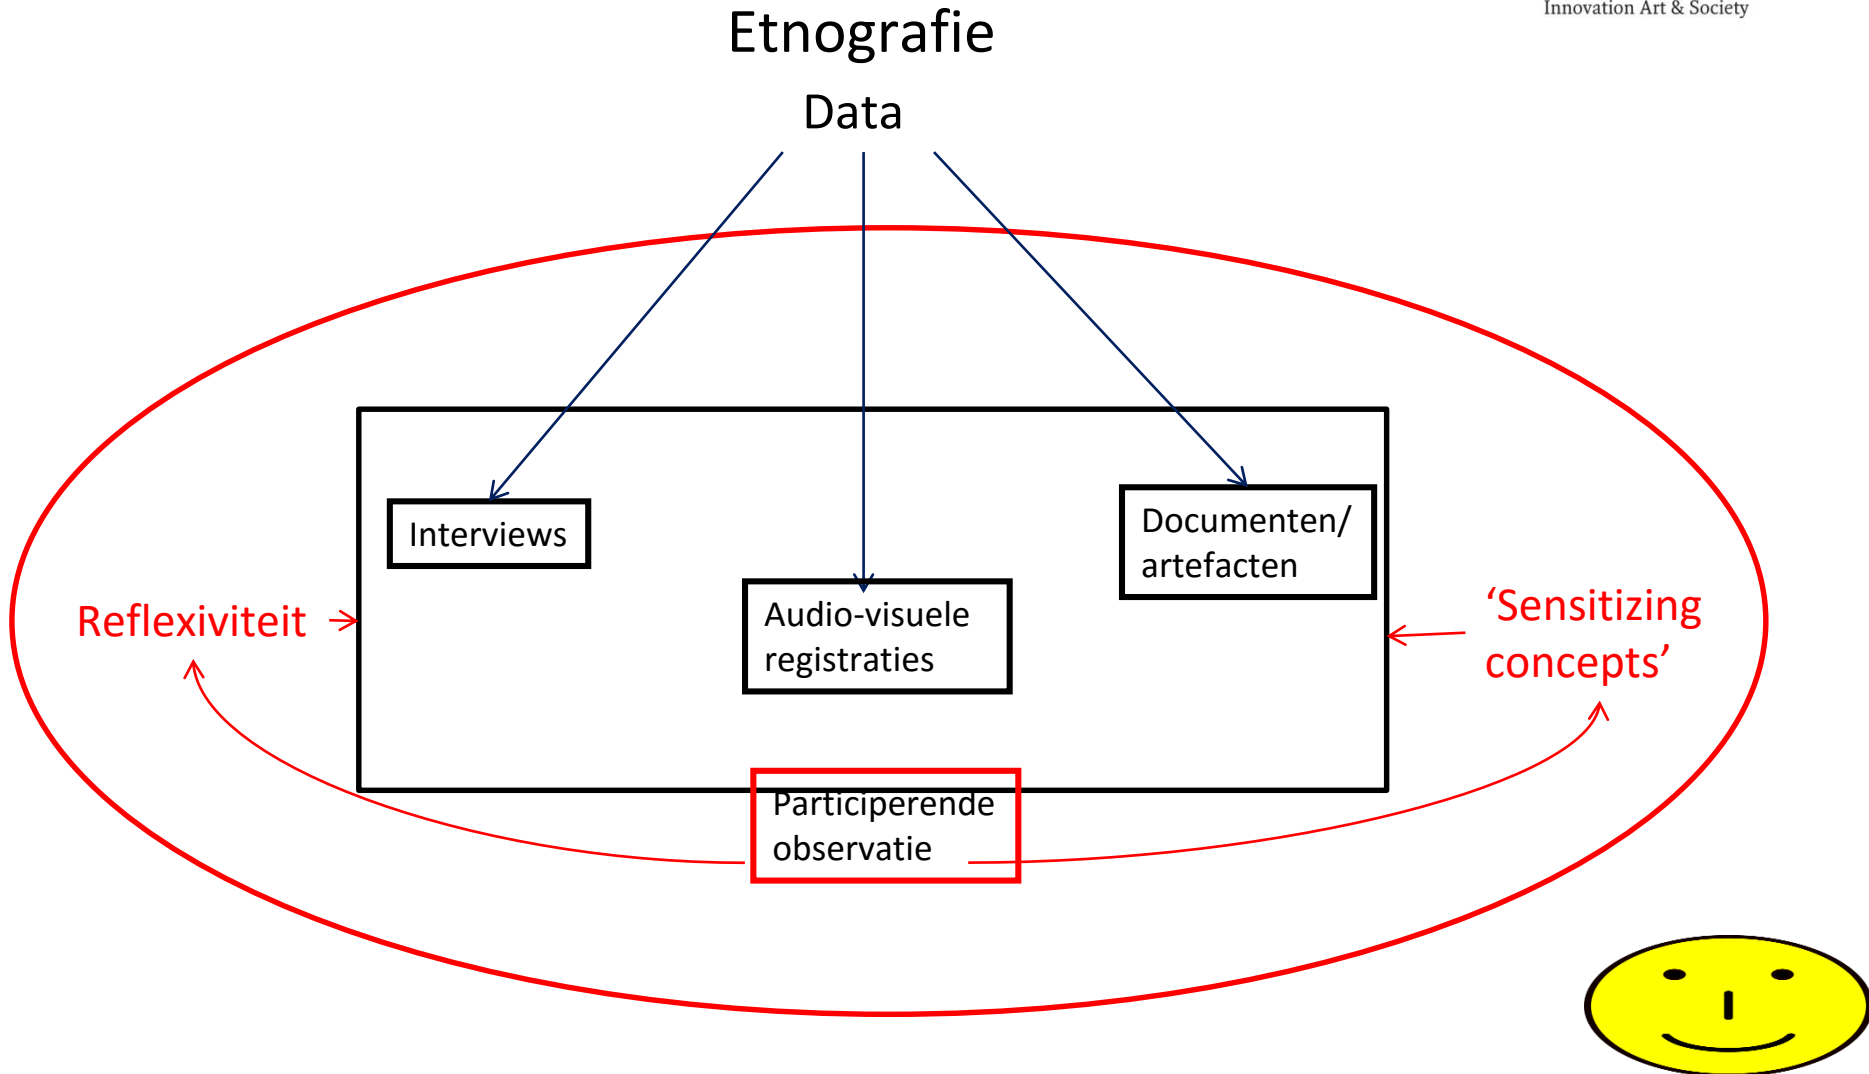 Innovation Art & Society
Etnografie
Data
Interviews
Documenten/
artefacten
Audio-visuele
registraties
Reflexiviteit
‘Sensitizing
concepts’
Participerende
observatie